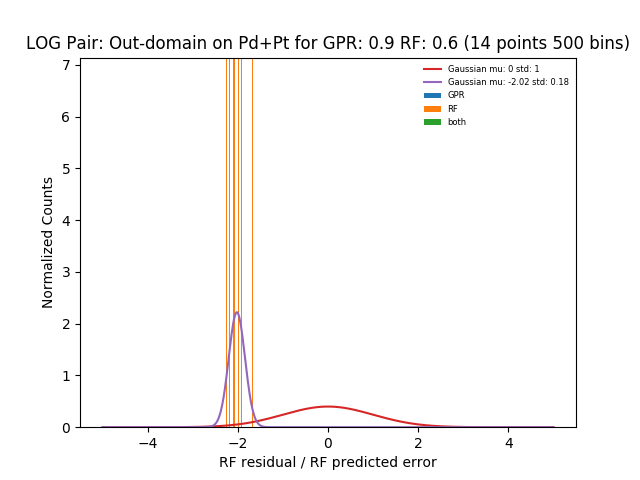 LOG Pair: Out-domain on Pd+Pt for GPR: 0.9 RF: 0.6 (14 points 500 bins)
7
6
5
4
3
2
1
0
Normalized Counts
Gaussian mu: 0 std: 1
Gaussian mu: -2.02 std: 0.18
GPR
RF
both
−4
−2
0
2
4
RF residual / RF predicted error